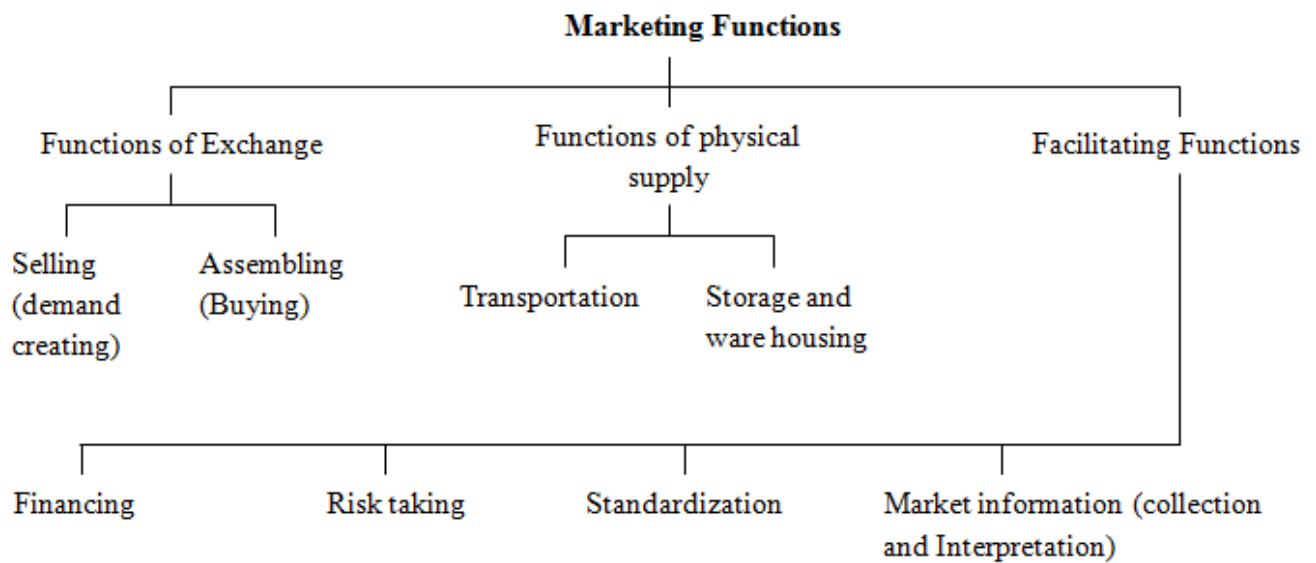 Marketing Functions
Functions of Exchange
Functions of physical
supply
Facilitating Functions
Selling
(demand
creating)
Assembling
(Buying)
Transportation
Storage and
ware housing
Financing
Risk taking
Standardization
Market information (collection
and Interpretation)